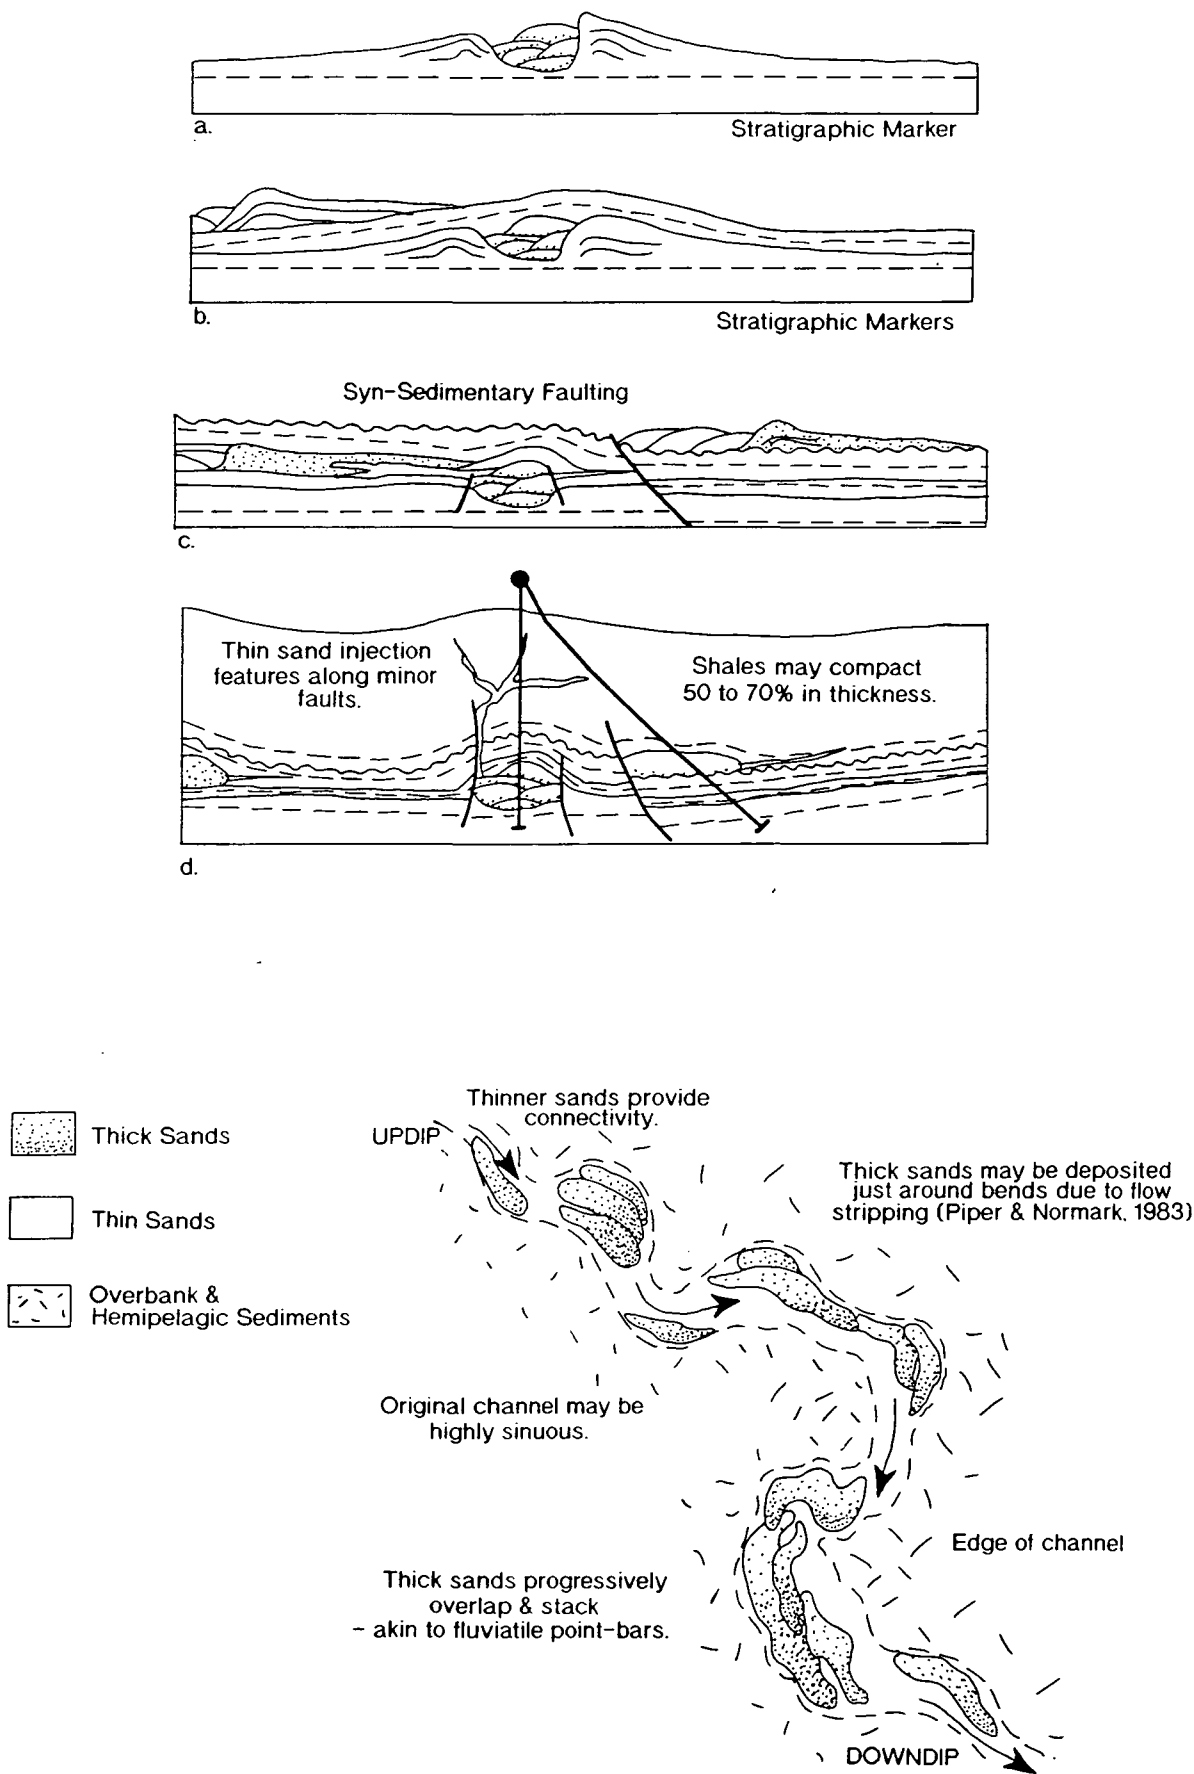 a.
Stratigraphic Marker
b.
Stratigraphic Markers
Syn-Sedimentary Faulting
c.
Thin sand injection
features along minor
faults.
Shales may compact
50 to 70% in thickness.
d.
Thick Sands
Thin Sands
Overbank &
Hemipelagic Sediments
Thinner sands provide
connectivity.
UPDIP
Thick sands may be deposited
just around bends due to flow
stripping (Piper & Normark, 1983)
Original channel may be
highly sinuous.
Edge of channel
Thick sands progressively
overlap & stack
- akin to fluviatile point-bars.
DOWNDIP